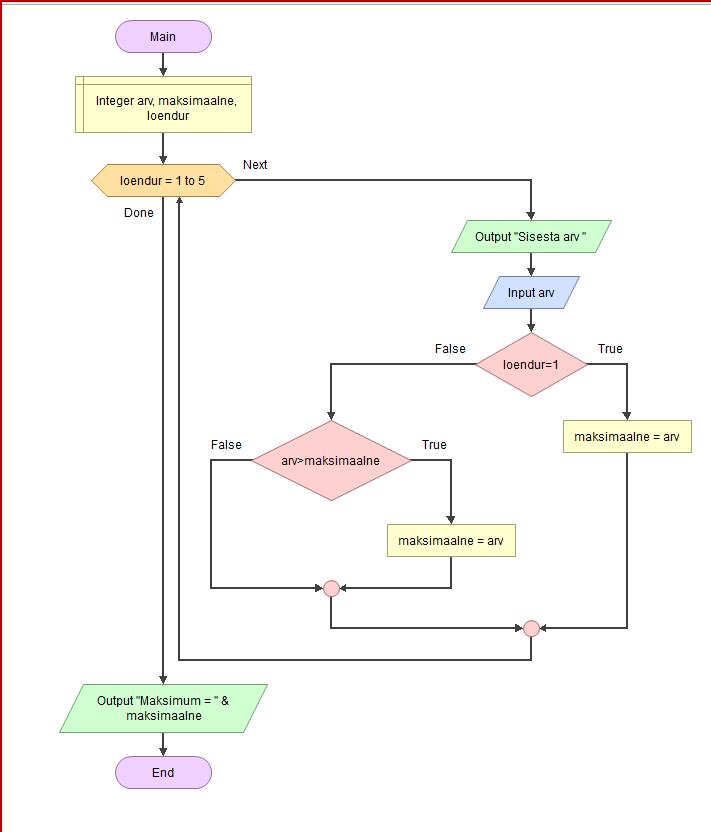 Main
Integer arv, maksimaalne,
loendur
loendur = 1 to 5
Next
Done
Output "Sisesta arv "
Input arv
False
True
loendur=1
maksimaalne = arv
False
True
arv>maksimaalne
maksimaalne = arv
Output "Maksimum = " &
maksimaalne
End